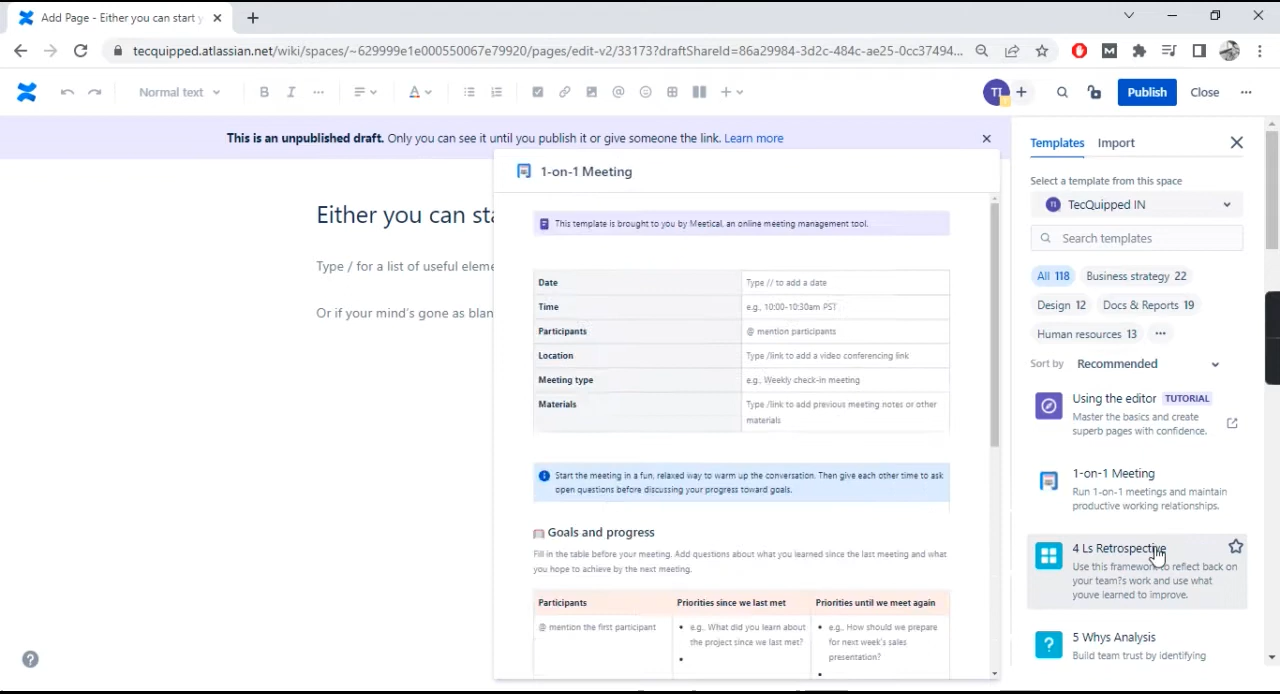 Add Page - Either you can start y
tecquipped.atlassian.net/wiki/spaces/~629999e1e000550067e79920/pages/edit-v2/33173?draftShareId=86a29984-3d2c-484c-ae25-0cc37494...
Normal text
TI
Publish
Close
This is an unpublished draft. Only you can see it until you publish it or give someone the link. Learn more
Either you can sta
Type / for a list of useful eleme
Or if your mind's gone as blan
1-on-1 Meeting
This template is brought to you by Meetical, an online meeting management tool.
Date Type // to add a date
Time e.g., 10:00-10:30am PST
Participants @ mention participants
Location Type /link to add a video conferencing link
Meeting type e.g., Weekly check-in meeting
Materials Type /link to add previous meeting notes or other
materials
Start the meeting in a fun, relaxed way to warm up the conversation. Then give each other time to ask
open questions before discussing your progress toward goals.
Goals and progress
Fill in the table before your meeting. Add questions about what you learned since the last meeting and what
you hope to achieve by the next meeting.
Participants Priorities since we last met Priorities until we meet again
@ mention the first participant
e.g., What did you learn about
the project since we last met?
e.g., How should we prepare
for next week's sales
presentation?
Templates Import
Select a template from this space
TI TecQuipped IN
Search templates
All 118 Business strategy 22
Design 12 Docs & Reports 19
Human resources 13
Sort by Recommended
Using the editor TUTORIAL
Master the basics and create
superb pages with confidence.
1-on-1 Meeting
Run 1-on-1 meetings and maintain
productive working relationships.
4 Ls Retrospective
Use this framework to reflect back on
your team?s work and use what
youve learned to improve.
5 Whys Analysis
Build team trust by identifying